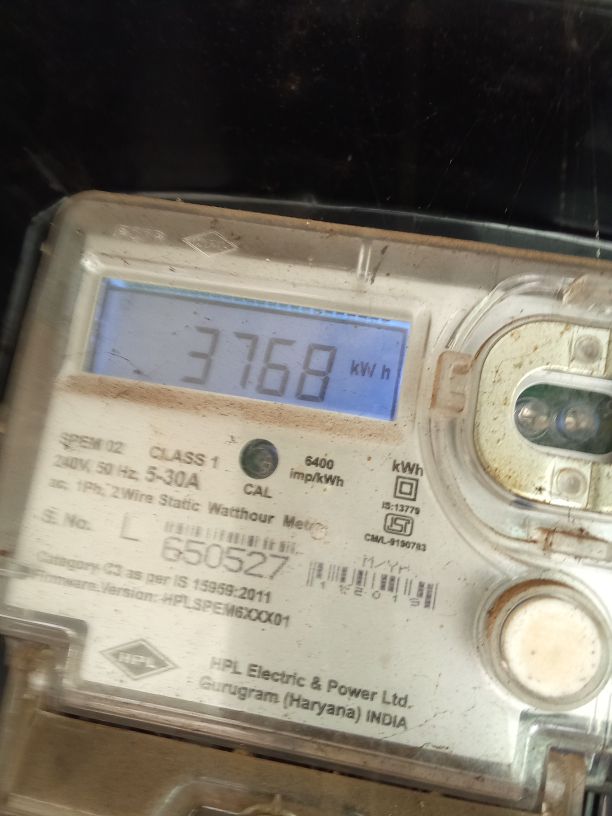 3768 kWh
SPEM 02 CLASS 1 6400
240V, 50 Hz, 5-30A imp/kWh kWh
CAL
ac, 1Ph, 2Wire Static Watthour Meter
IS:13779
CM/L-9190793
S. No. 650527
M/YR
Category C3 as per IS 15959:2011
Firmware Version:-HPLSPEM6XXX01
HPL
HPL Electric & Power Ltd.
Gurugram (Haryana) INDIA